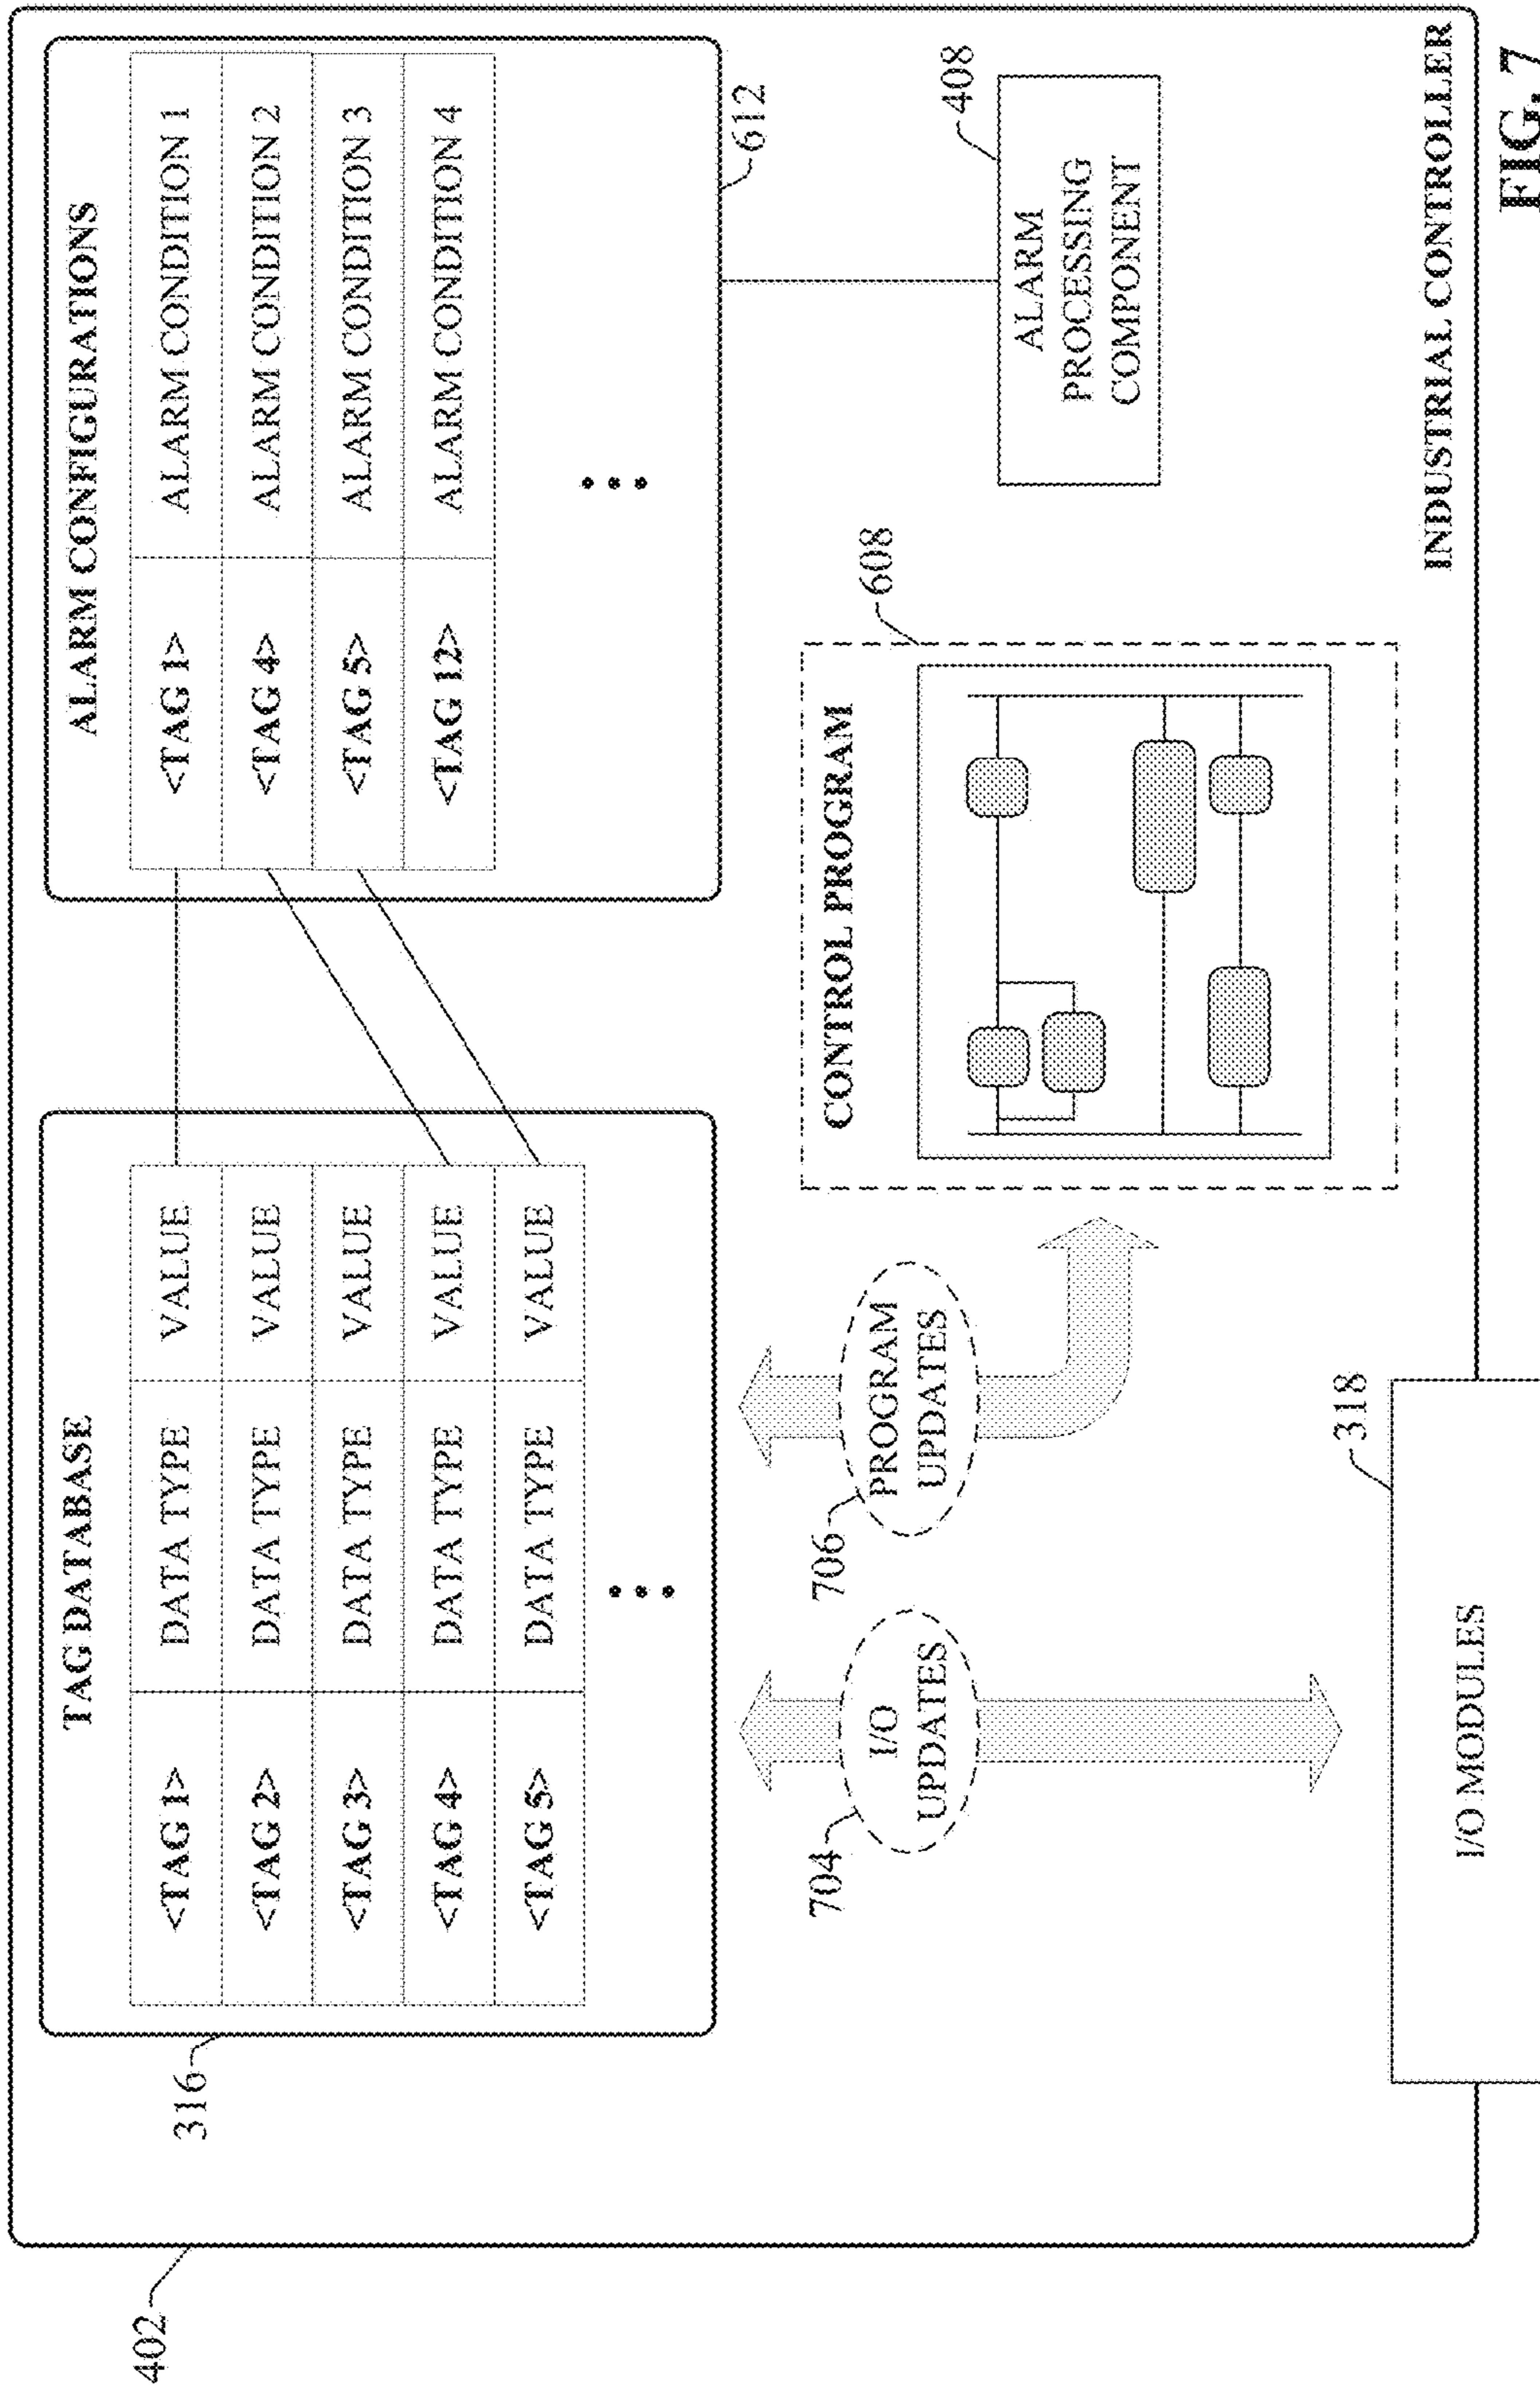 402
316
TAG DATABASE
<TAG 1> DATA TYPE VALUE
<TAG 2> DATA TYPE VALUE
<TAG 3> DATA TYPE VALUE
<TAG 4> DATA TYPE VALUE
<TAG 5> DATA TYPE VALUE
ALARM CONFIGURATIONS
<TAG 1> ALARM CONDITION 1
<TAG 4> ALARM CONDITION 2
<TAG 5> ALARM CONDITION 3
<TAG 12> ALARM CONDITION 4
612
704
I/O
UPDATES
706
PROGRAM
UPDATES
CONTROL PROGRAM
608
ALARM
PROCESSING
COMPONENT
408
318
I/O MODULES
INDUSTRIAL CONTROLLER
FIG. 7